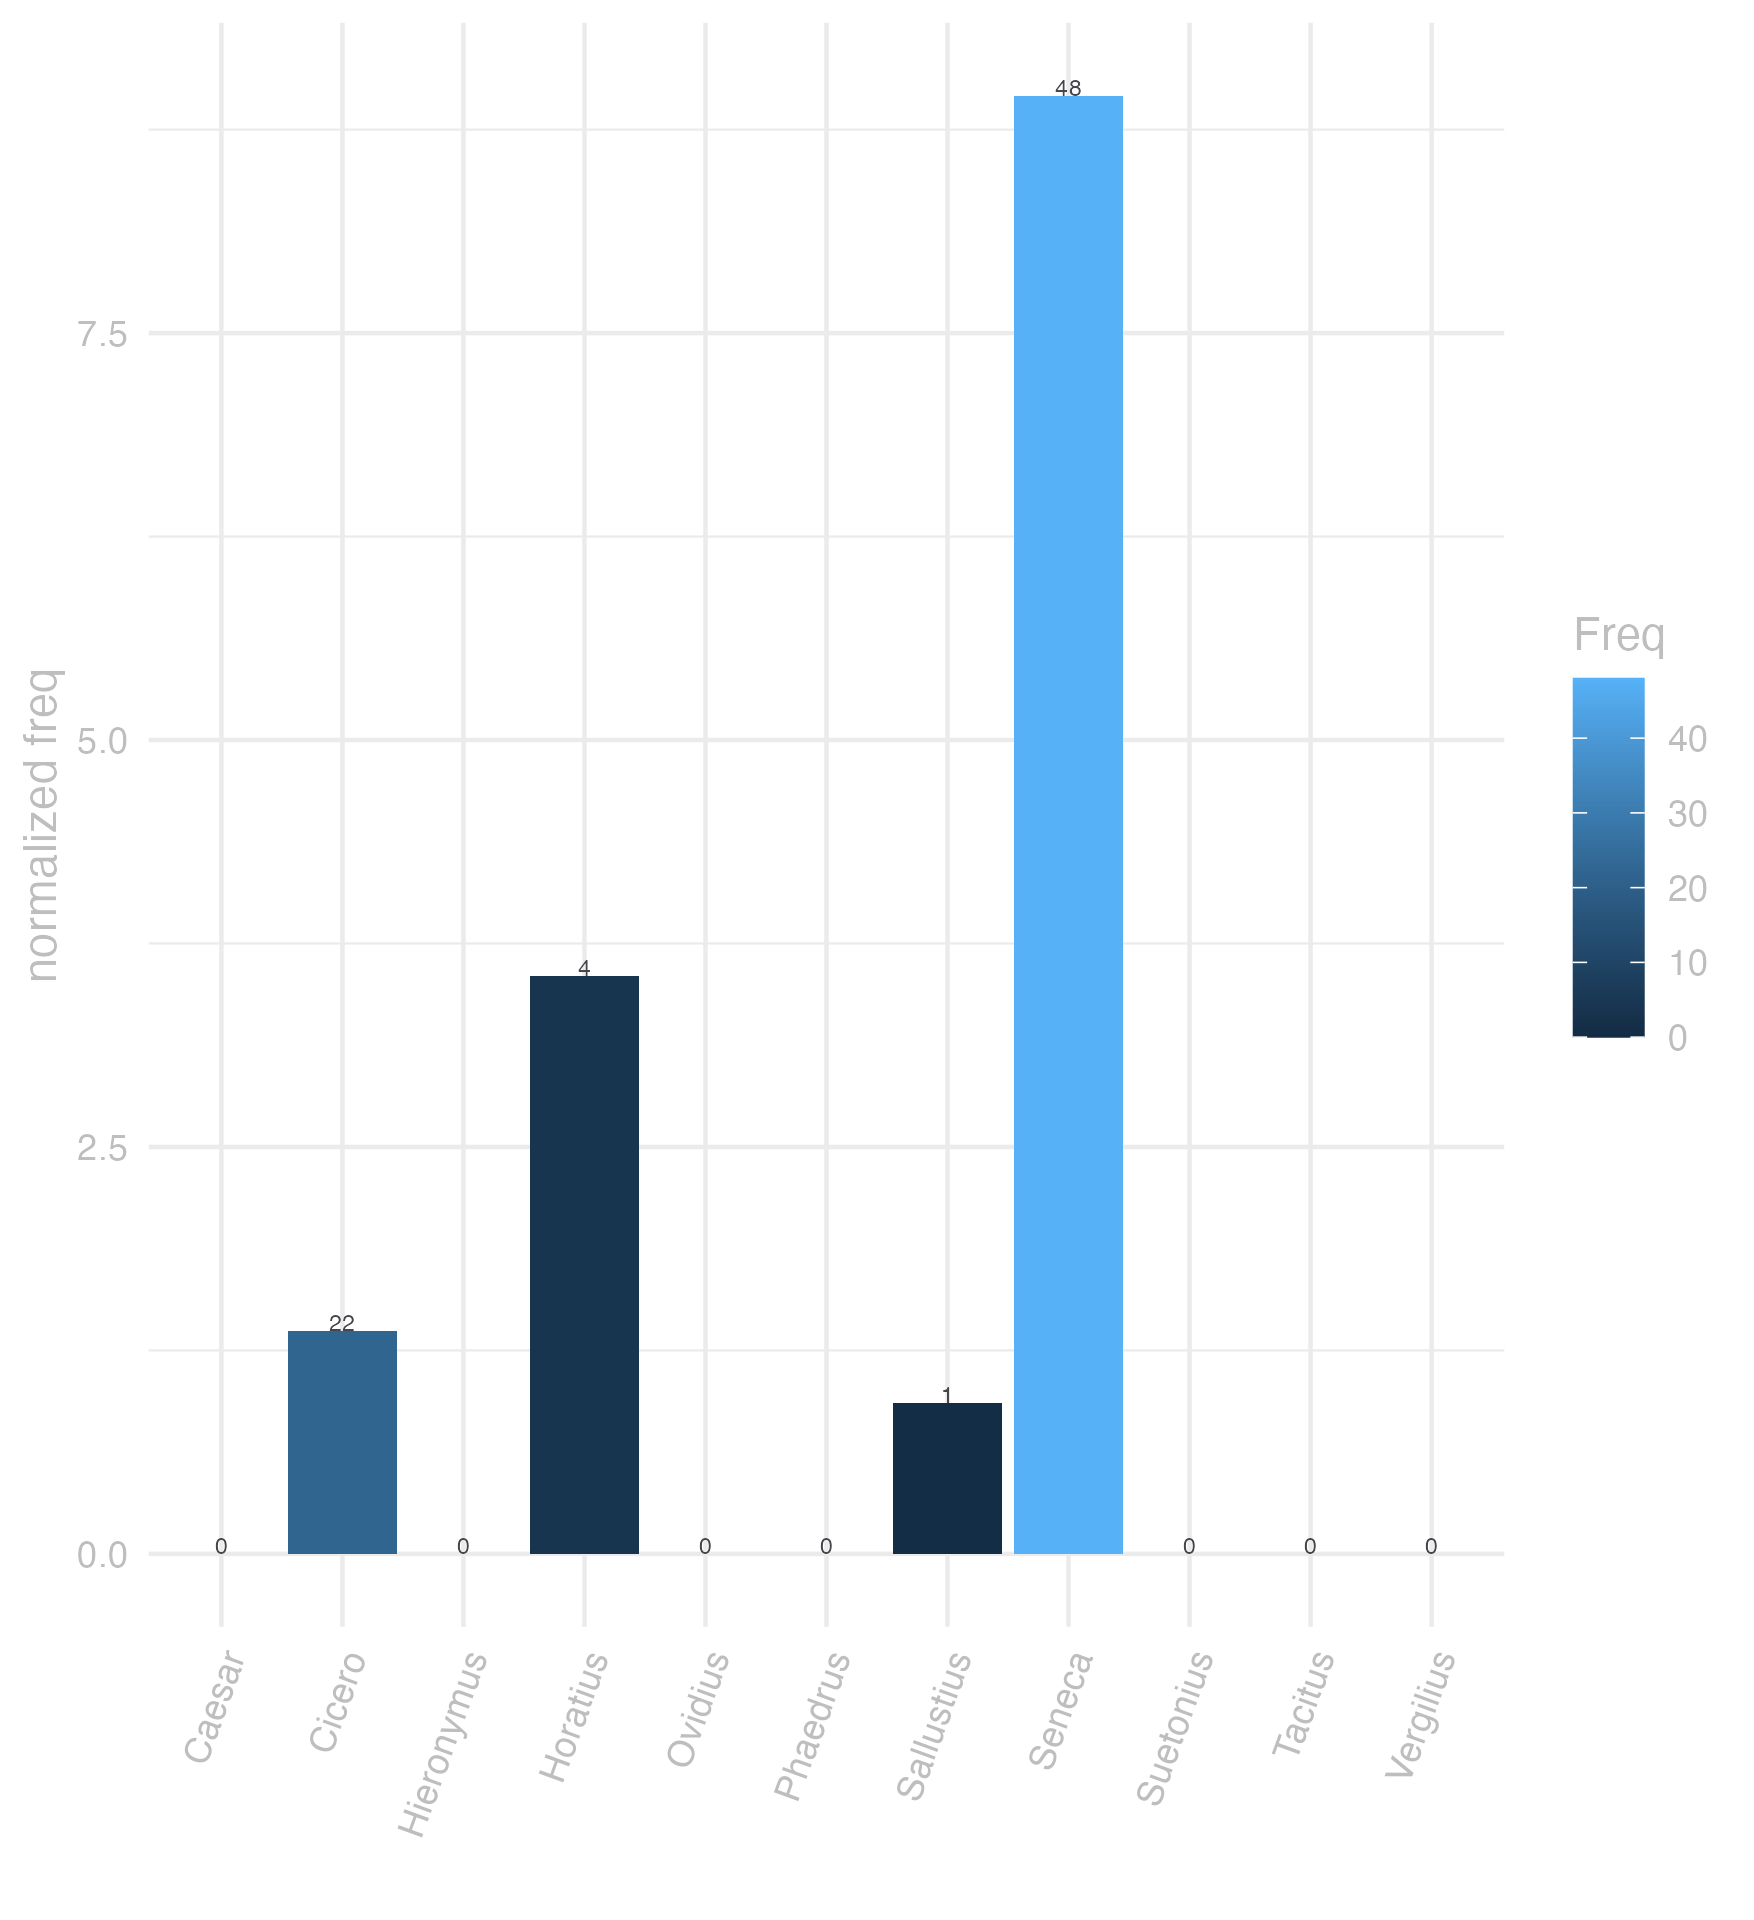 normalized freq
7.5
5.0
2.5
0.0
0
22
0
4
0
0
1
48
0
0
0
Caesar
Cicero
Hieronymus
Horatius
Ovidius
Phaedrus
Sallustius
Seneca
Suetonius
Tacitus
Vergilius
Freq
40
30
20
10
0